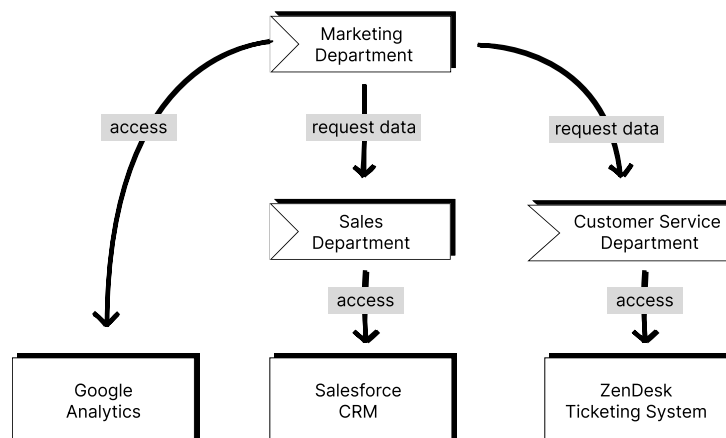 Marketing
Department
access
request data
request data
Sales
Department
Customer Service
Department
access
access
Google
Analytics
Salesforce
CRM
ZenDesk
Ticketing System